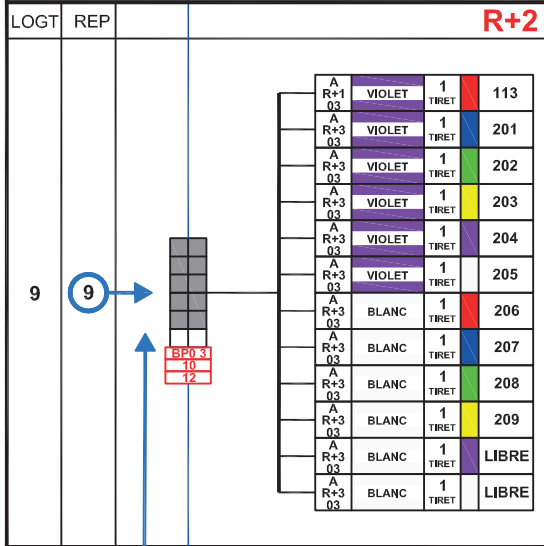 LOGT REP R+2
A R+1 03 VIOLET 1 TIRET 113
A R+3 03 VIOLET 1 TIRET 201
A R+3 03 VIOLET 1 TIRET 202
A R+3 03 VIOLET 1 TIRET 203
A R+3 03 VIOLET 1 TIRET 204
A R+3 03 VIOLET 1 TIRET 205
9 9
A R+3 03 BLANC 1 TIRET 206
A R+3 03 BLANC 1 TIRET 207
A R+3 03 BLANC 1 TIRET 208
A R+3 03 BLANC 1 TIRET 209
A R+3 03 BLANC 1 TIRET LIBRE
A R+3 03 BLANC 1 TIRET LIBRE
BP0 3
10
12